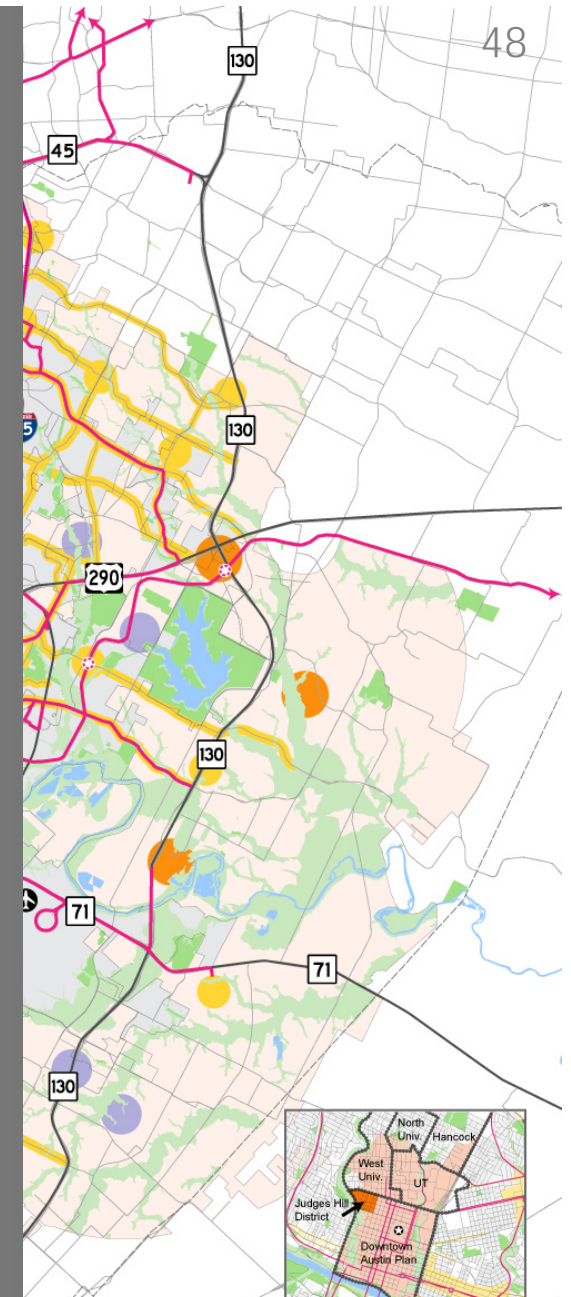 48
130
45
130
5
290
130
71
71
130
North
Univ.
Hancock
West
Univ.
UT
Judges Hill
District
Downtown
Austin Plan